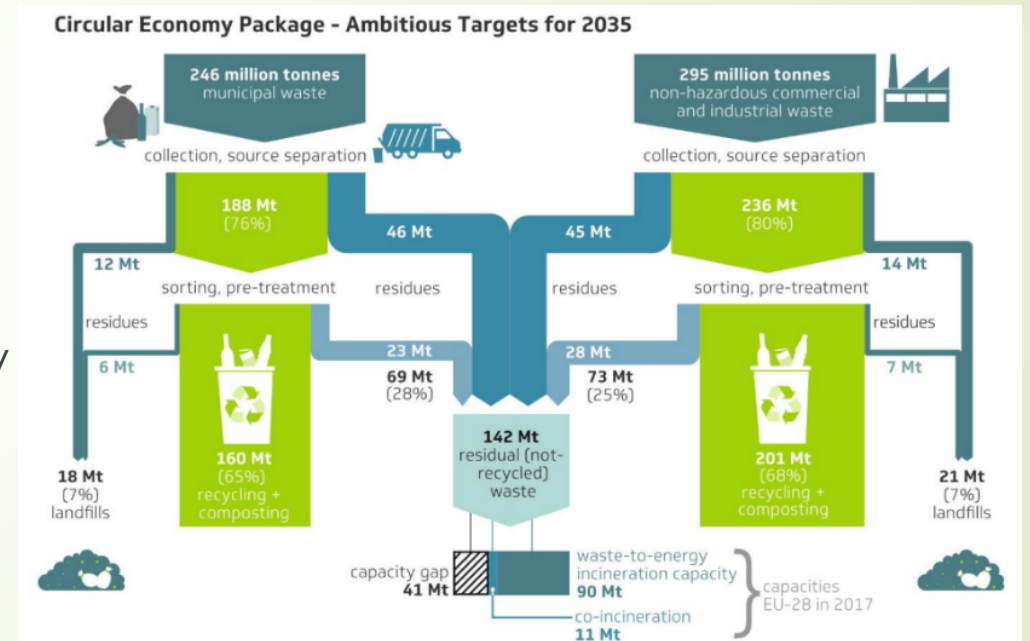 Circular Economy Package – Ambitious Targets for 2035
246 million tonnes
municipal waste
295 million tonnes
non-hazardous commercial
and industrial waste
collection, source separation
collection, source separation
188 Mt
(76%)
46 Mt
45 Mt
236 Mt
(80%)
12 Mt
14 Mt
sorting, pre-treatment
residues
residues
sorting, pre-treatment
residues
residues
6 Mt
23 Mt
28 Mt
7 Mt
69 Mt
(28%)
73 Mt
(25%)
y
142 Mt
residual (not-
recycled)
waste
160 Mt
(65%)
recycling +
composting
201 Mt
(68%)
recycling +
composting
18 Mt
(7%)
landfills
21 Mt
(7%)
landfills
capacity gap
41 Mt
waste-to-energy
incineration capacity
90 Mt
co-incineration
11 Mt
capacities
EU-28 in 2017